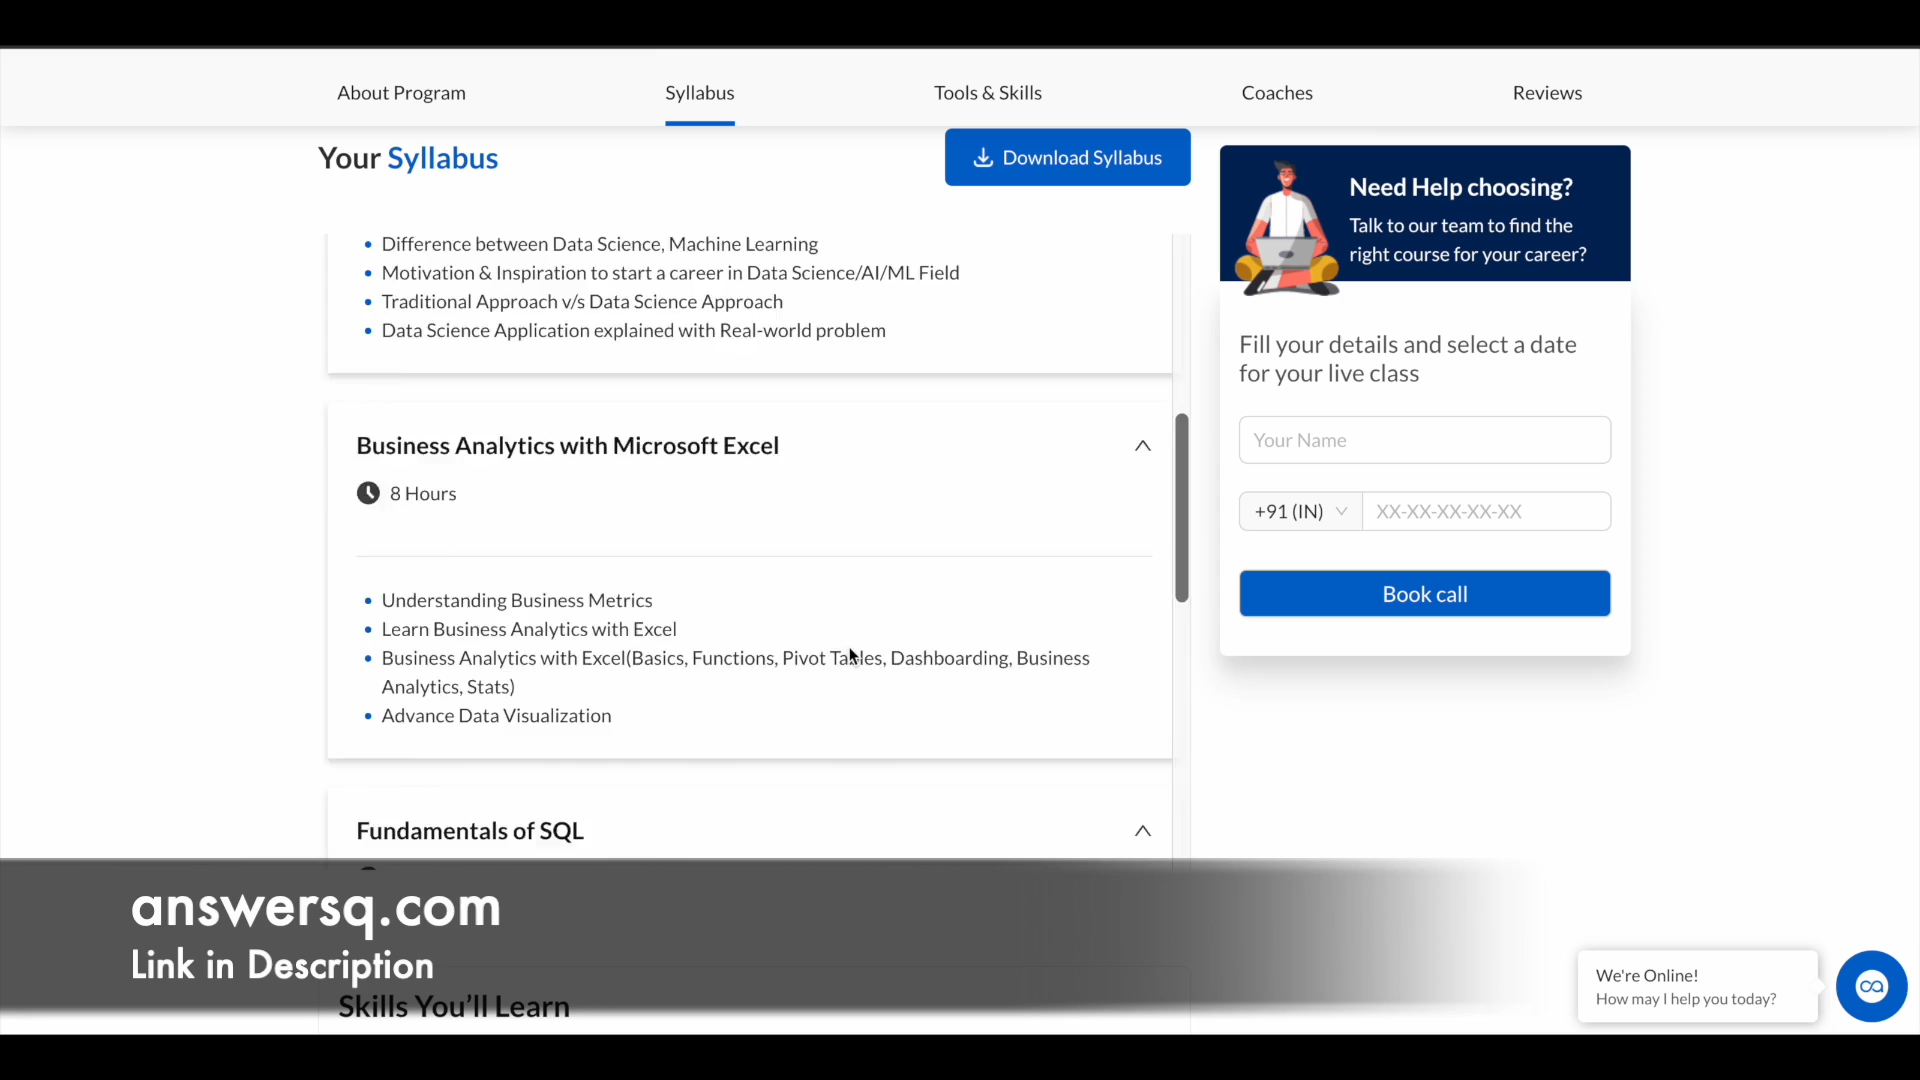 About Program
Syllabus
Tools & Skills
Coaches
Reviews
Your Syllabus
Download Syllabus
Difference between Data Science, Machine Learning
Motivation & Inspiration to start a career in Data Science/AI/ML Field
Traditional Approach v/s Data Science Approach
Data Science Application explained with Real-world problem
Business Analytics with Microsoft Excel
8 Hours
Understanding Business Metrics
Learn Business Analytics with Excel
Business Analytics with Excel(Basics, Functions, Pivot Tables, Dashboarding, Business
Analytics, Stats)
Advance Data Visualization
Fundamentals of SQL
Need Help choosing?
Talk to our team to find the
right course for your career?
Fill your details and select a date
for your live class
Your Name
+91 (IN)
XX-XX-XX-XX-XX
Book call
answersq.com
Link in Description
Skills You'll Learn
We're Online!
How may I help you today?